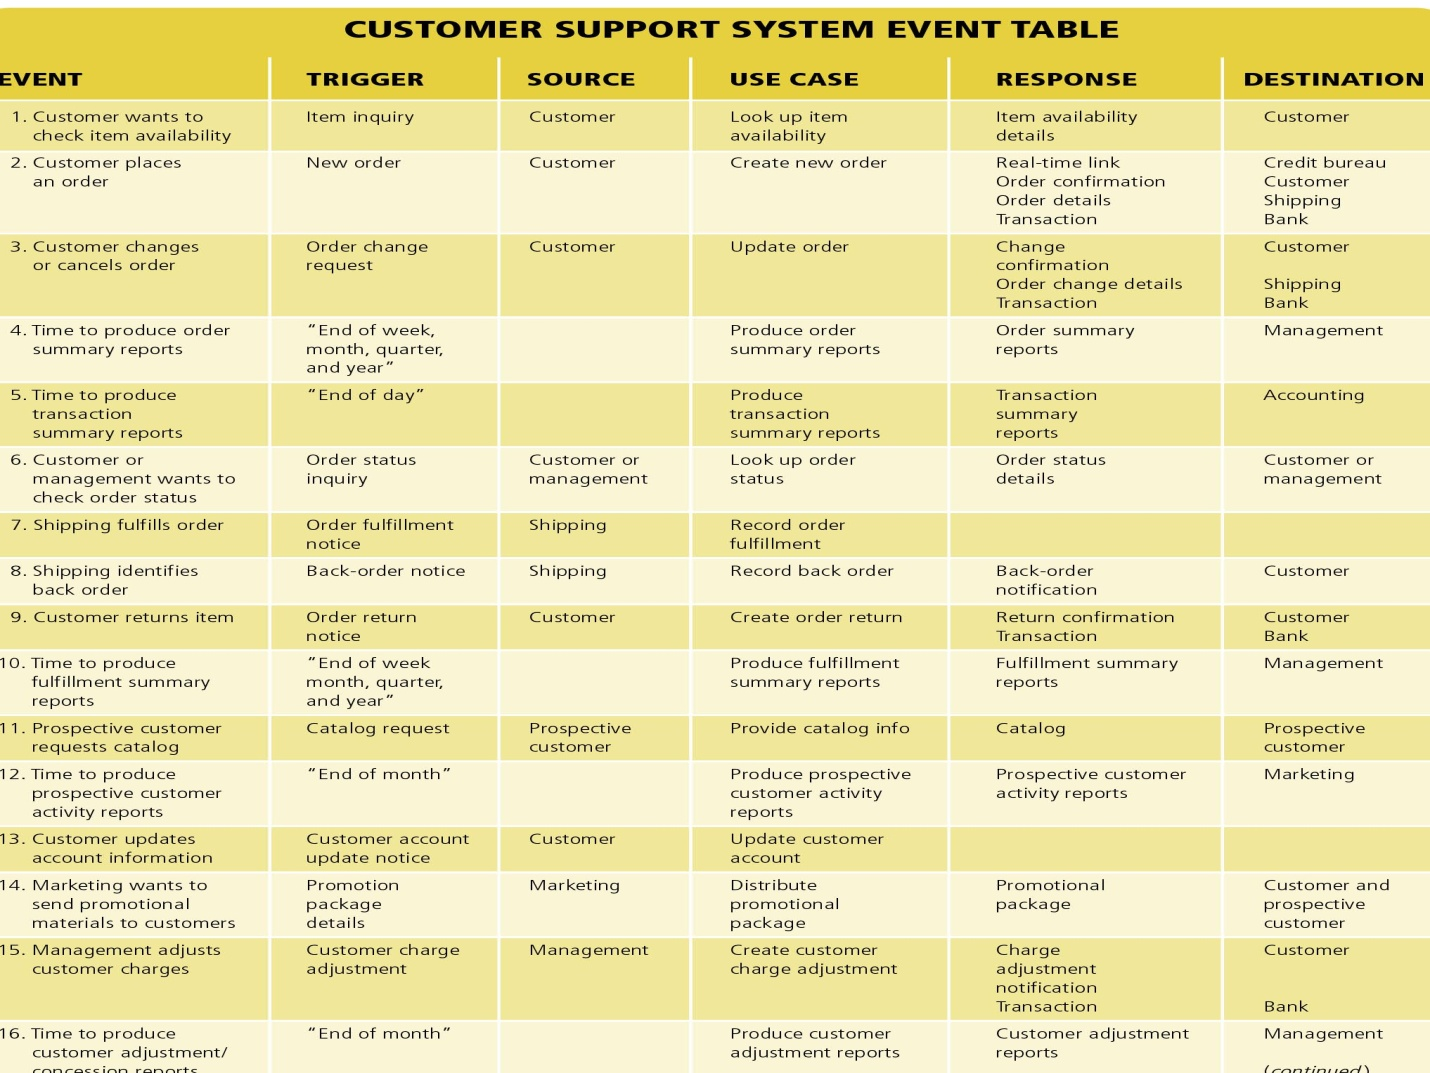 CUSTOMER SUPPORT SYSTEM EVENT TABLE
EVENT TRIGGER SOURCE USE CASE RESPONSE DESTINATION
1. Customer wants to Item inquiry Customer Look up item Item availability Customer
check item availability availability details
2. Customer places New order Customer Create new order Real-time link Credit bureau
an order Order confirmation Customer
Order details Shipping
Transaction Bank
3. Customer changes Order change Customer Update order Change Customer
or cancels order request confirmation
Order change details Shipping
Transaction Bank
4. Time to produce order “End of week, Produce order Order summary Management
summary reports month, quarter, summary reports reports
and year”
5. Time to produce “End of day” Produce Transaction Accounting
transaction transaction summary
summary reports summary reports reports
6. Customer or Order status Customer or Look up order Order status Customer or
management wants to inquiry management status details management
check order status
7. Shipping fulfills order Order fulfillment Shipping Record order
notice fulfillment
8. Shipping identifies Back-order notice Shipping Record back order Back-order Customer
back order notification
9. Customer returns item Order return Customer Create order return Return confirmation Customer
notice Transaction Bank
10. Time to produce “End of week Produce fulfillment Fulfillment summary Management
fulfillment summary month, quarter, summary reports reports
reports and year”
11. Prospective customer Catalog request Prospective Provide catalog info Catalog Prospective
requests catalog customer customer
12. Time to produce “End of month” Produce prospective Prospective customer Marketing
prospective customer customer activity activity reports
activity reports reports
13. Customer updates Customer account Customer Update customer
account information update notice account
14. Marketing wants to Promotion Marketing Distribute Promotional Customer and
send promotional package promotional package prospective
materials to customers details package customer
15. Management adjusts Customer charge Management Create customer Charge Customer
customer charges adjustment charge adjustment adjustment
notification
Transaction Bank
16. Time to produce “End of month” Produce customer Customer adjustment Management
customer adjustment/ adjustment reports reports
concession reports (continued)